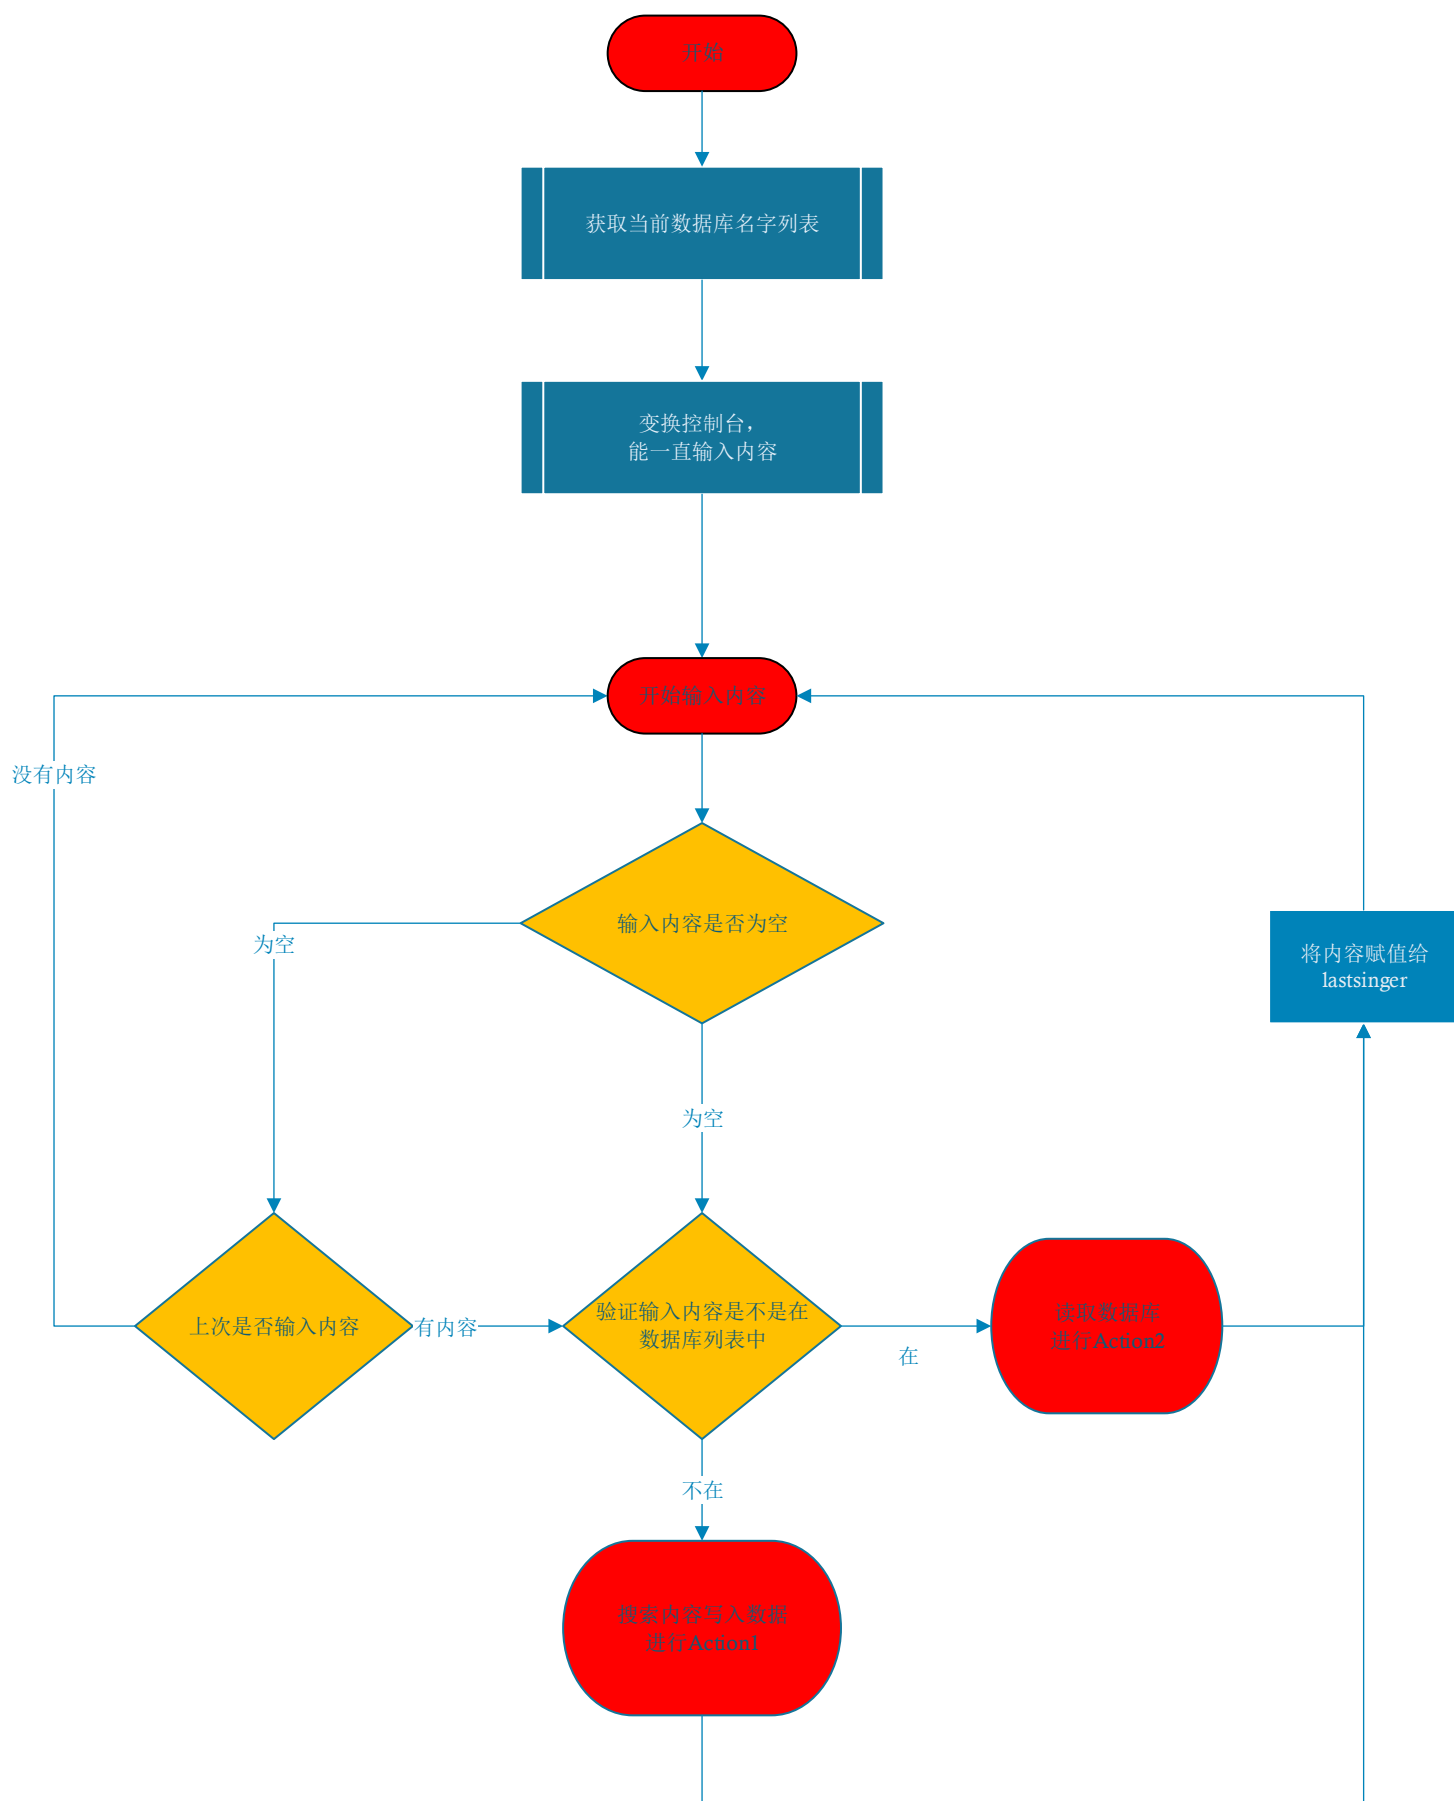 开始
获取当前数据库名字列表
变换控制台，
能一直输入内容
开始输入内容
没有内容
输入内容是否为空
为空
将内容赋值给
lastsinger
为空
上次是否输入内容
有内容
验证输入内容是不是在
数据库列表中
在
读取数据库
进行Action2
不在
搜索内容写入数据
进行Action1